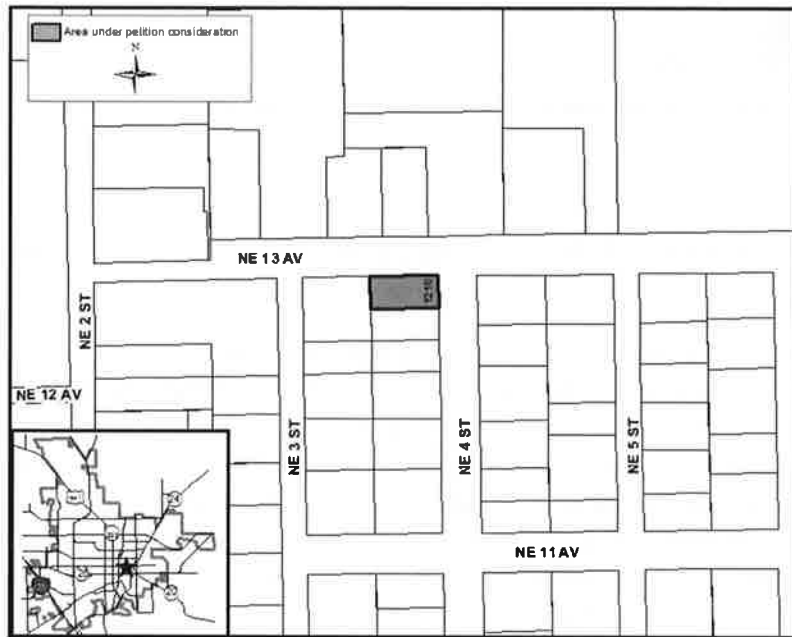 Area under petition consideration
N
NE 13 AV
1210
NE 2 ST
NE 12 AV
NE 3 ST
NE 4 ST
NE 5 ST
NE 11 AV